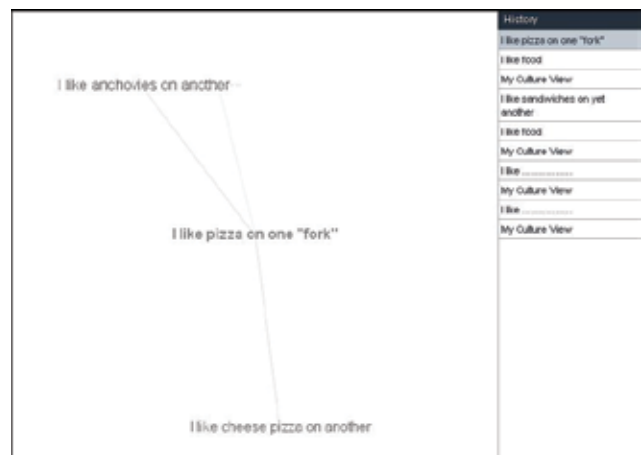 I like anchovies on another
I like pizza on one "fork"
I like cheese pizza on another
History
I like pizza on one "fork"
I like food
My Culture View
I like sandwiches on yet
another
I like food
My Culture View
I like ..................
My Culture View
I like ..................
My Culture View